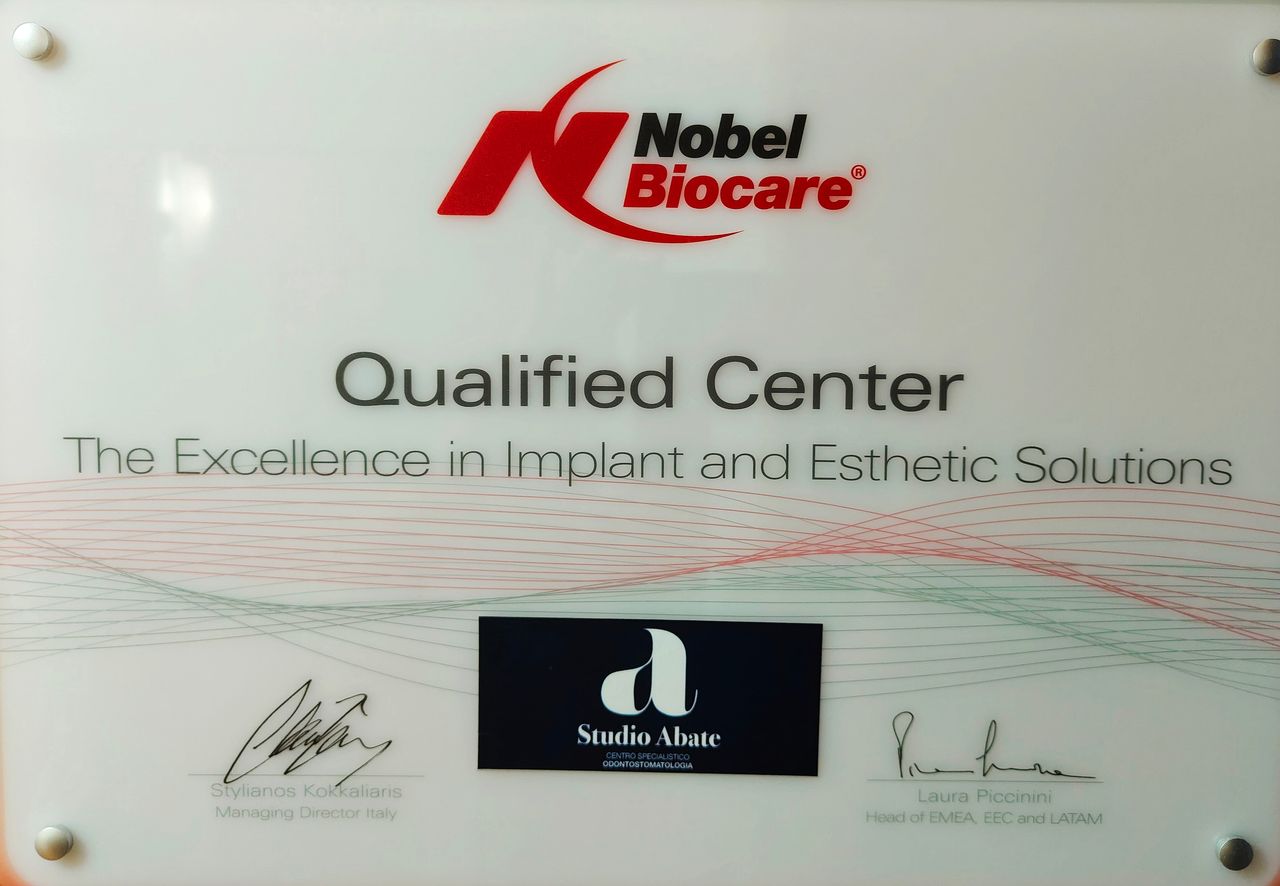 Nobel
Biocare®
Qualified Center
The Excellence in Implant and Esthetic Solutions
a
Studio Abate
CENTRO SPECIALISTICO
ODONTOSTOMATOLOGIA
Stylianos Kokkaliaris
Managing Director Italy
Laura Piccinini
Head of EMEA, EEC and LATAM